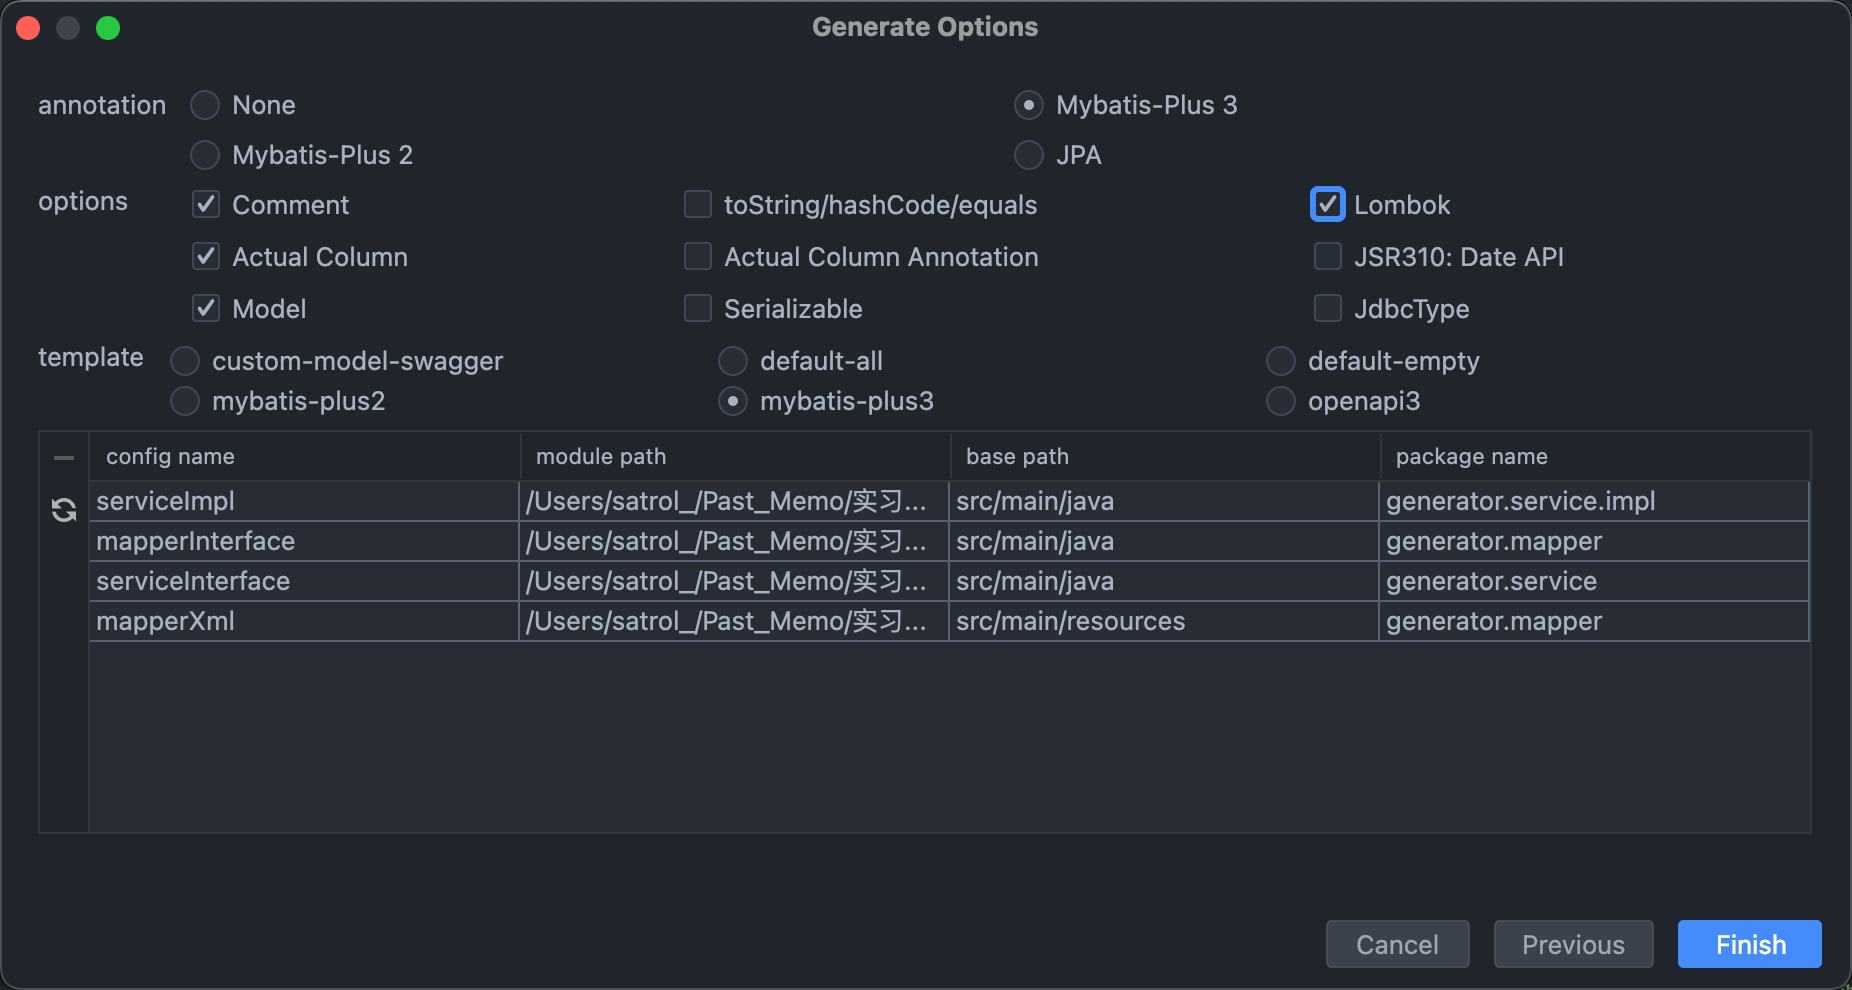 Generate Options
annotation None Mybatis-Plus 3
Mybatis-Plus 2 JPA
options Comment toString/hashCode/equals Lombok
Actual Column Actual Column Annotation JSR310: Date API
Model Serializable JdbcType
template custom-model-swagger default-all default-empty
mybatis-plus2 mybatis-plus3 openapi3
config name module path base path package name
serviceImpl /Users/satrol_/Past_Memo/实习... src/main/java generator.service.impl
mapperInterface /Users/satrol_/Past_Memo/实习... src/main/java generator.mapper
serviceInterface /Users/satrol_/Past_Memo/实习... src/main/java generator.service
mapperXml /Users/satrol_/Past_Memo/实习... src/main/resources generator.mapper
Cancel Previous Finish